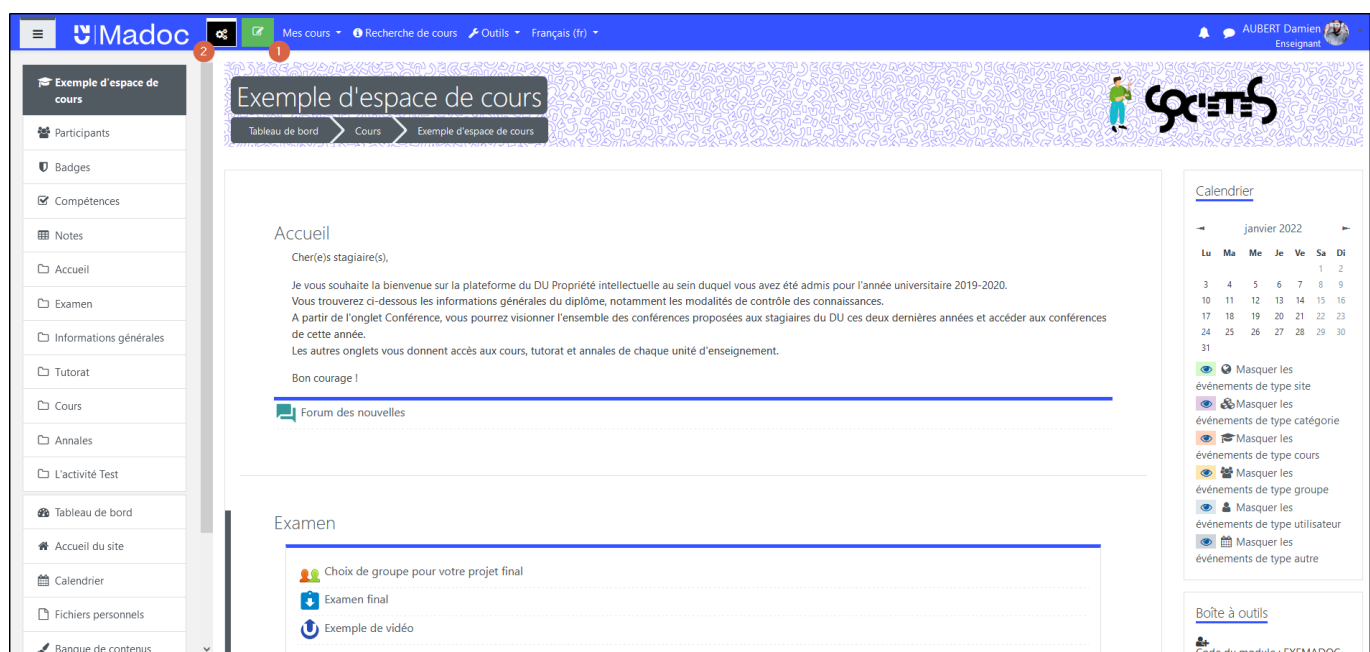 Madoc
2
1
Mes cours
Recherche de cours
Outils
Français (fr)
AUBERT Damien
Enseignant
Exemple d'espace de
cours
Participants
Badges
Compétences
Notes
Accueil
Examen
Informations générales
Tutorat
Cours
Annales
L'activité Test
Tableau de bord
Accueil du site
Calendrier
Fichiers personnels
Banque de contenus
Exemple d'espace de cours
Tableau de bord
Cours
Exemple d'espace de cours
SOCIETES
Accueil
Cher(e)s stagiaire(s),
Je vous souhaite la bienvenue sur la plateforme du DU Propriété intellectuelle au sein duquel vous avez été admis pour l'année universitaire 2019-2020.
Vous trouverez ci-dessous les informations générales du diplôme, notamment les modalités de contrôle des connaissances.
A partir de l'onglet Conférence, vous pourrez visionner l'ensemble des conférences proposées aux stagiaires du DU ces deux dernières années et accéder aux conférences
de cette année.
Les autres onglets vous donnent accès aux cours, tutorat et annales de chaque unité d'enseignement.
Bon courage !
Forum des nouvelles
Examen
Choix de groupe pour votre projet final
Examen final
Exemple de vidéo
Calendrier
janvier 2022
Lu Ma Me Je Ve Sa Di
1 2
3 4 5 6 7 8 9
10 11 12 13 14 15 16
17 18 19 20 21 22 23
24 25 26 27 28 29 30
31
Masquer les
événements de type site
Masquer les
événements de type catégorie
Masquer les
événements de type cours
Masquer les
événements de type groupe
Masquer les
événements de type utilisateur
Masquer les
événements de type autre
Boîte à outils
Code du module : EXEMADOC